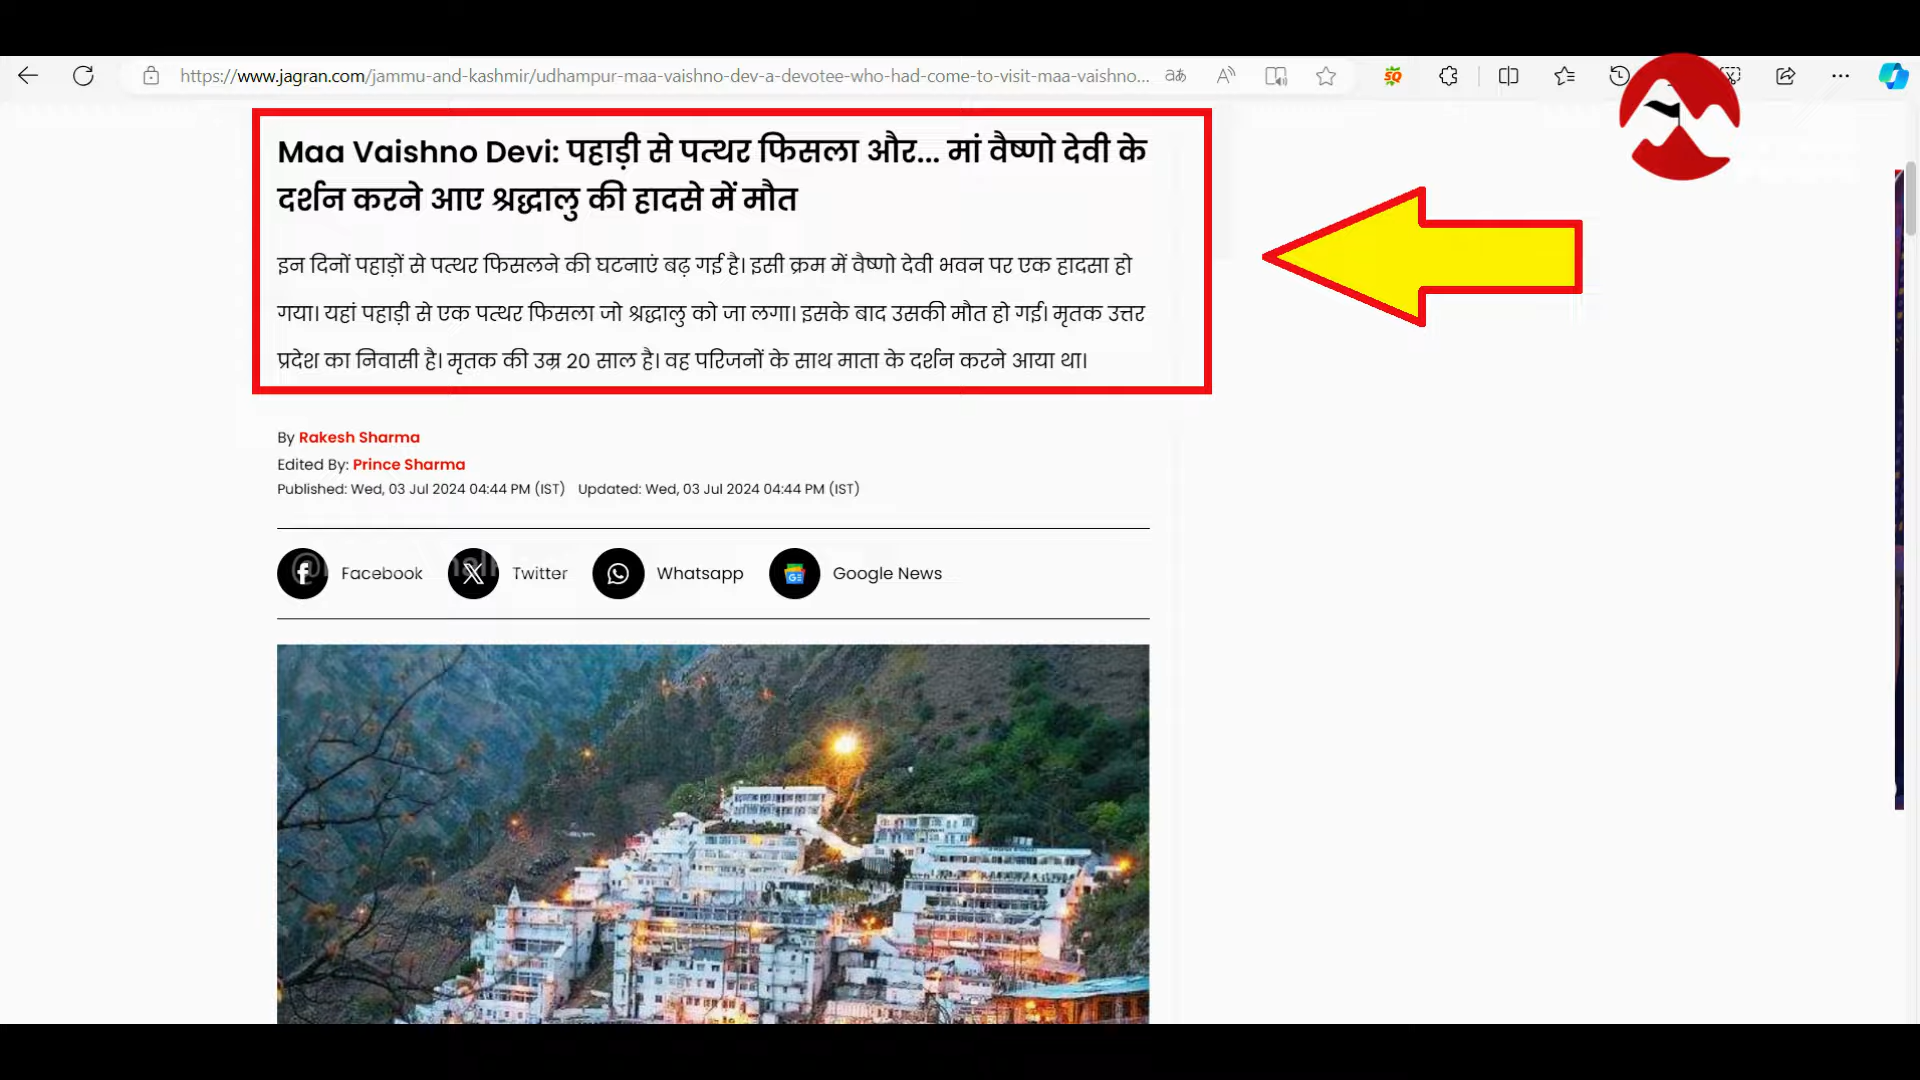 https://www.jagran.com/jammu-and-kashmir/udhampur-maa-vaishno-dev-a-devotee-who-had-come-to-visit-maa-vaishno...
Maa Vaishno Devi: पहाड़ी से पत्थर फिसला और... मां वैष्णो देवी के
दर्शन करने आए श्रद्धालु की हादसे में मौत
इन दिनों पहाड़ों से पत्थर फिसलने की घटनाएं बढ़ गई है। इसी क्रम में वैष्णो देवी भवन पर एक हादसा हो
गया। यहां पहाड़ी से एक पत्थर फिसला जो श्रद्धालु को जा लगा। इसके बाद उसकी मौत हो गई। मृतक उत्तर
प्रदेश का निवासी है। मृतक की उम्र 20 साल है। वह परिजनों के साथ माता के दर्शन करने आया था।
By Rakesh Sharma
Edited By: Prince Sharma
Published: Wed, 03 Jul 2024 04:44 PM (IST) Updated: Wed, 03 Jul 2024 04:44 PM (IST)
Facebook Twitter Whatsapp Google News